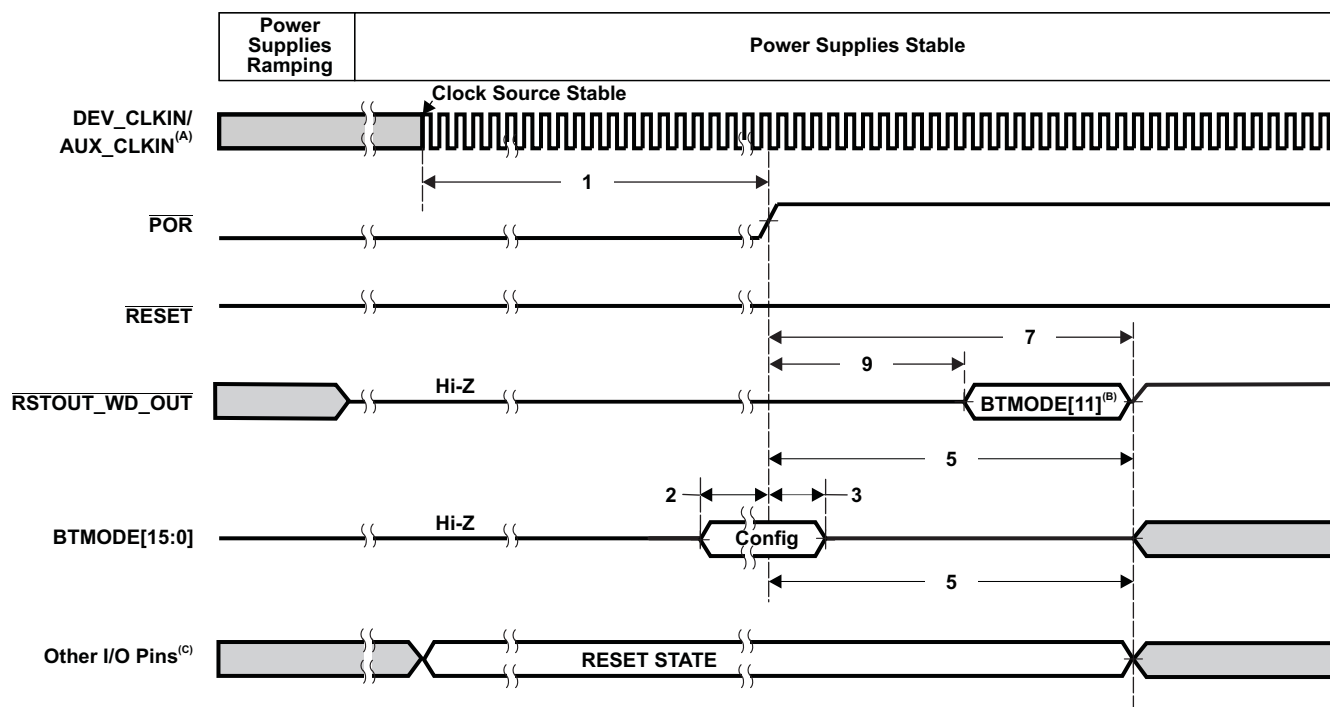 Power
Supplies
Ramping
Power Supplies Stable
Clock Source Stable
DEV_CLKIN/
AUX_CLKIN(A)
1
POR
RESET
7
9
RSTOUT_WD_OUT
Hi-Z
BTMODE[11](B)
5
2
3
BTMODE[15:0]
Hi-Z
Config
5
Other I/O Pins(C)
RESET STATE